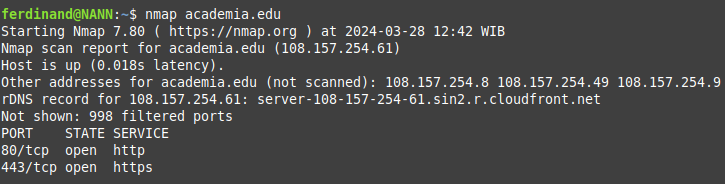 ferdinand@NANN:~$ nmap academia.edu
Starting Nmap 7.80 ( https://nmap.org ) at 2024-03-28 12:42 WIB
Nmap scan report for academia.edu (108.157.254.61)
Host is up (0.018s latency).
Other addresses for academia.edu (not scanned): 108.157.254.8 108.157.254.49 108.157.254.9
rDNS record for 108.157.254.61: server-108-157-254-61.sin2.r.cloudfront.net
Not shown: 998 filtered ports
PORT    STATE SERVICE
80/tcp  open  http
443/tcp open  https